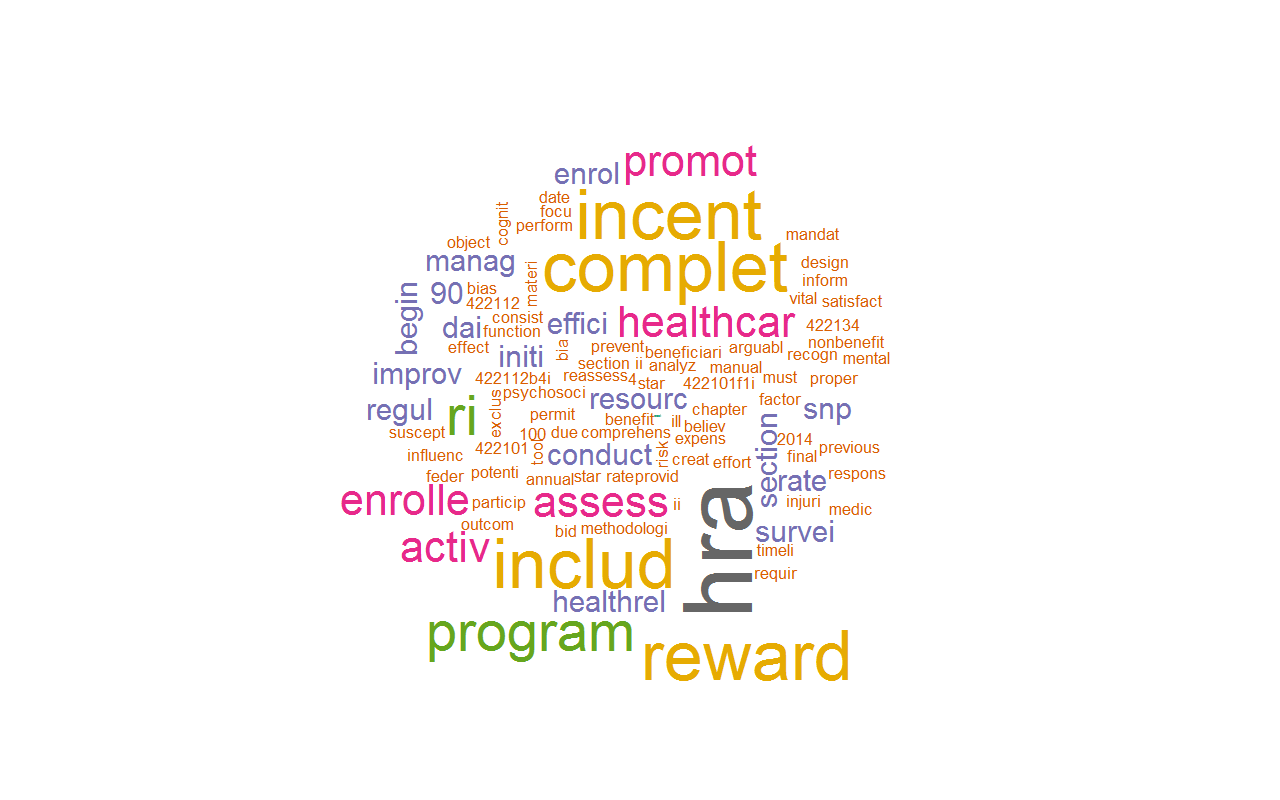 promot
enrol
date
incent
focu
cognit
perform
mandat
object
complet
manag
design
materi
inform
90
bias
vital
satisfact
422112
begin
consist
effici
healthcar
422134
dai
function
nonbenefit
effect
initi
bia
prevent
beneficiari
arguabl
recogn
mental
section ii
analyz
manual
improv
422112b4i
reassess
4
star
422101f1i
must
proper
psychosoci
resourc
factor
regul
ri
exclus
permit
benefit
ill
chapter
snp
suscept
100
due
comprehens
believ
expens
section
2014
previous
422101
tool
conduct
risk
creat
effort
final
influenc
feder
potenti
annual
star rate
provid
rate
respons
enrolle
particip
assess
ii
hra
injuri
medic
outcom
bid
methodologi
survei
activ
includ
timeli
requir
healthrel
program
reward